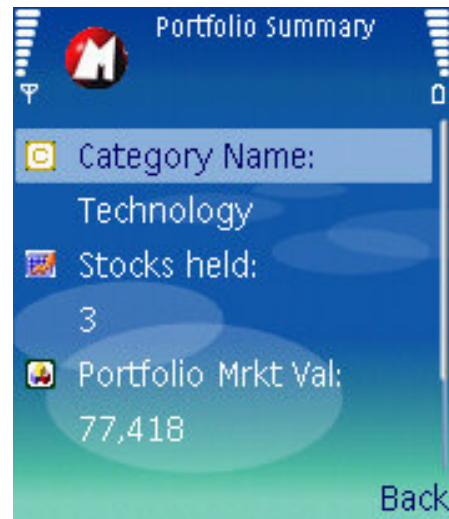 Portfolio Summary
Category Name:
Technology
Stocks held:
3
Portfolio Mrkt Val:
77,418
Back